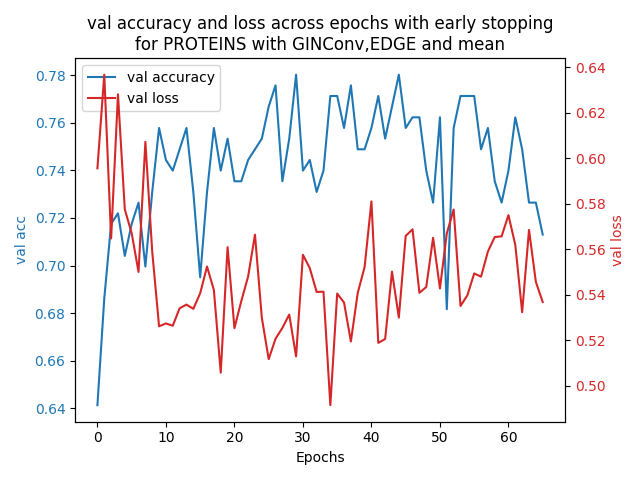 val accuracy and loss across epochs with early stopping
for PROTEINS with GINConv,EDGE and mean
val accuracy
val loss
0.78
0.76
0.74
0.72
0.70
0.68
0.66
0.64
val acc
0.64
0.62
0.60
0.58
0.56
0.54
0.52
0.50
val loss
0 10 20 30 40 50 60
Epochs